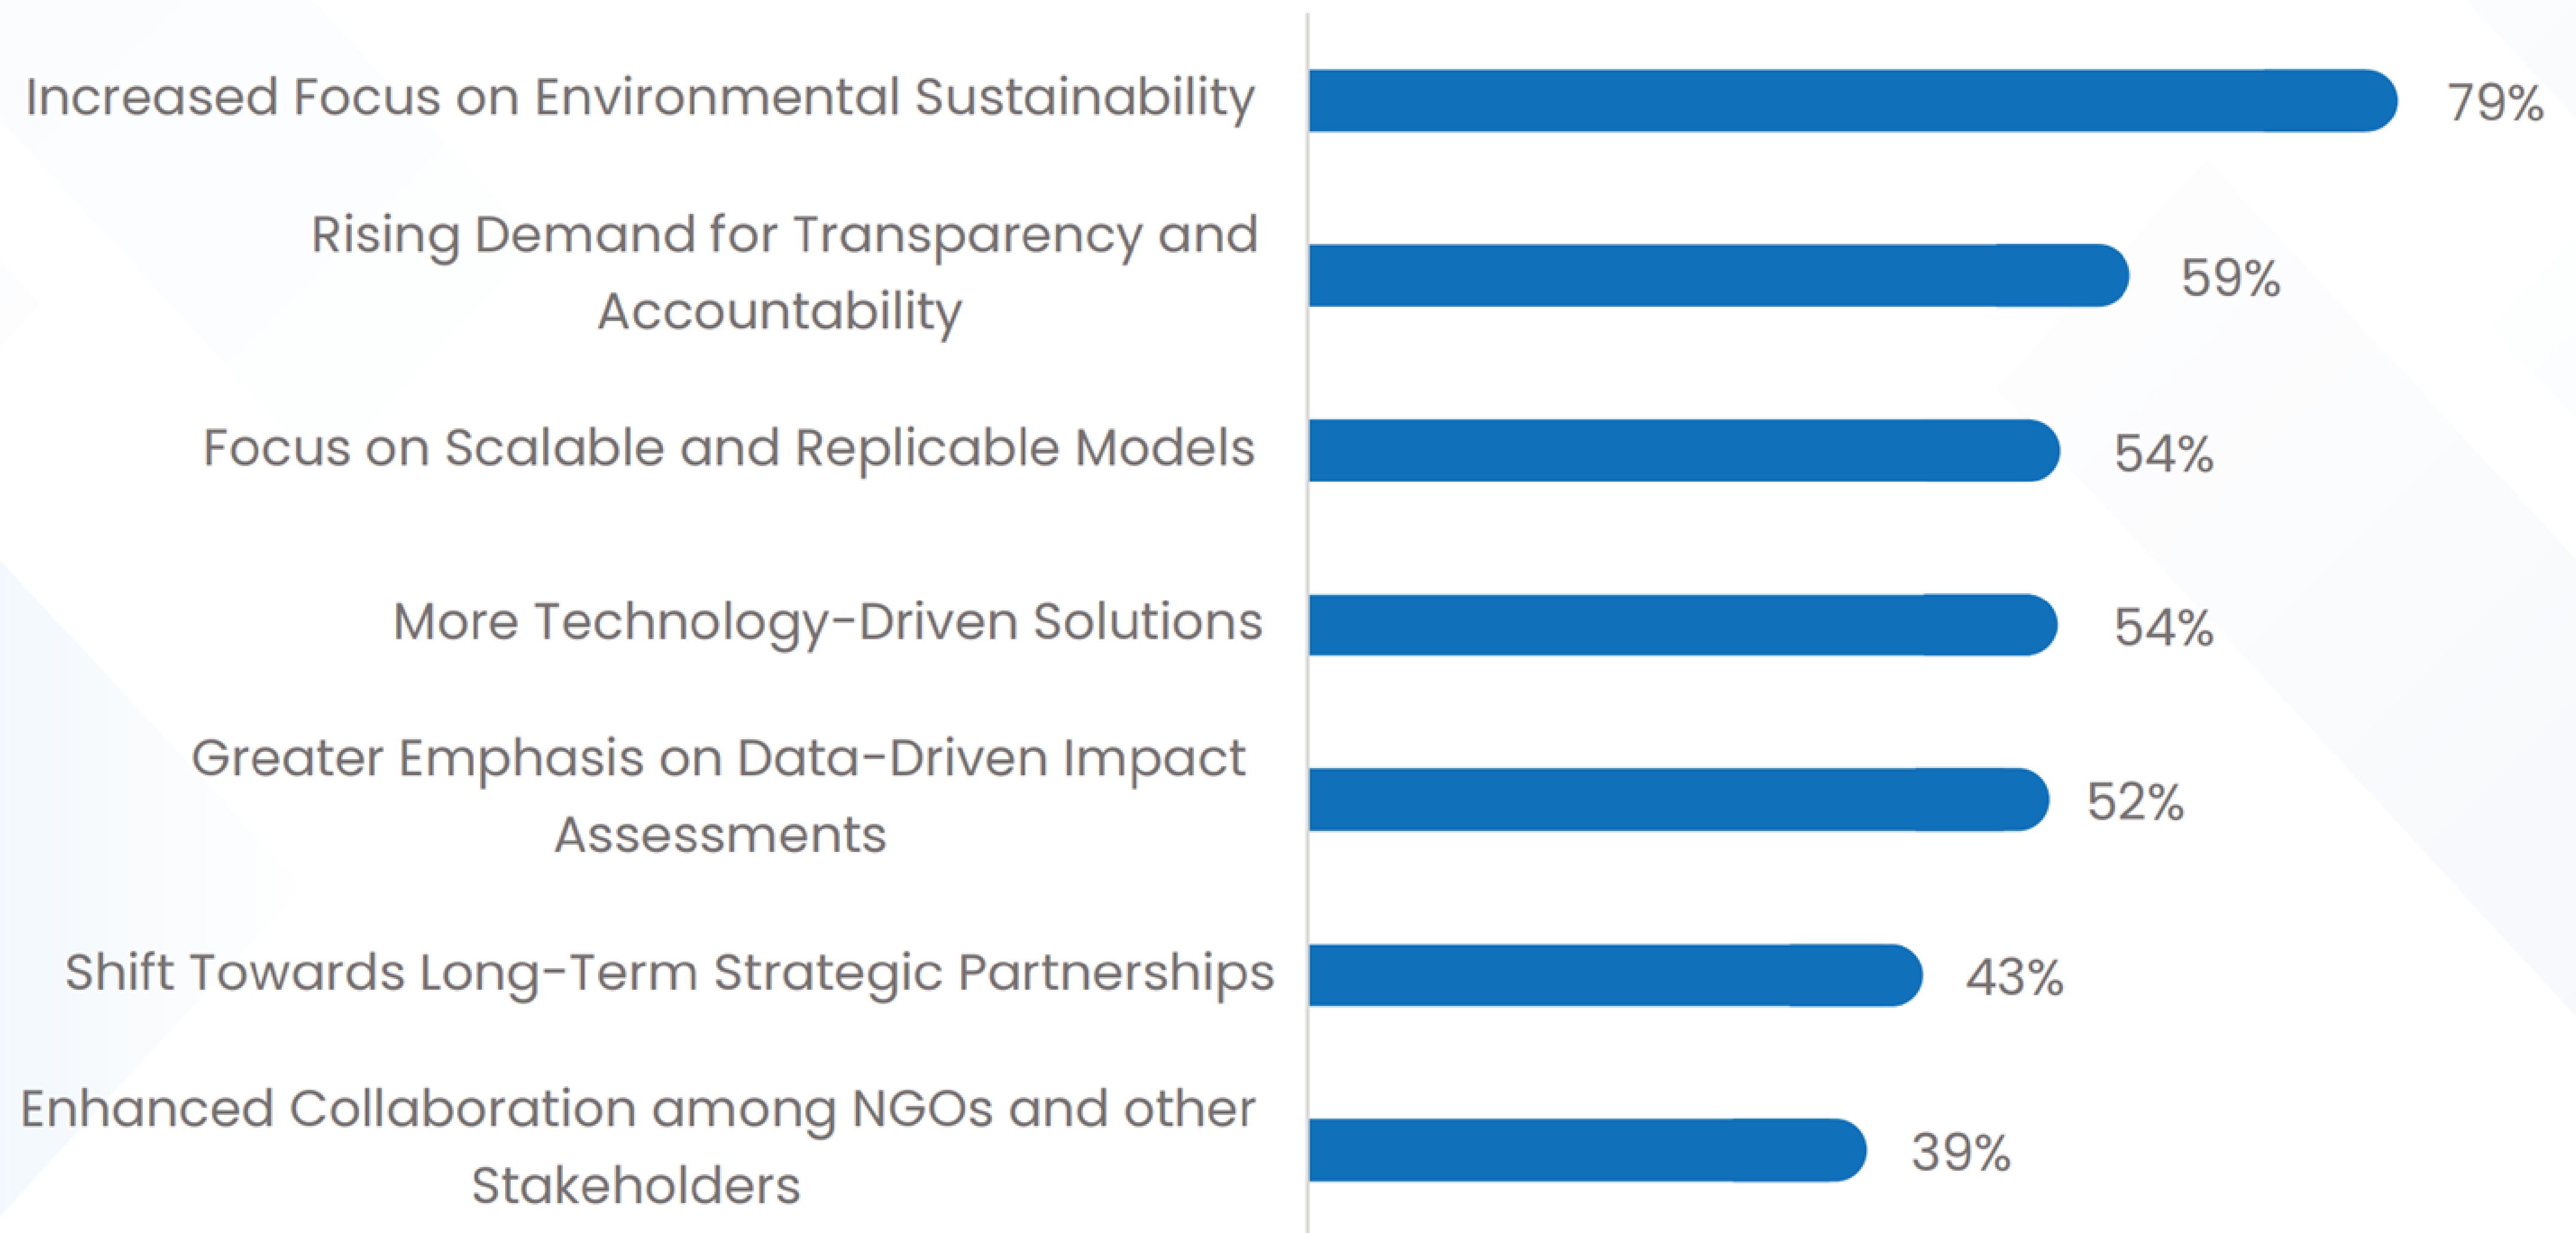 Increased Focus on Environmental Sustainability 79%
Rising Demand for Transparency and
Accountability 59%
Focus on Scalable and Replicable Models 54%
More Technology-Driven Solutions 54%
Greater Emphasis on Data-Driven Impact
Assessments 52%
Shift Towards Long-Term Strategic Partnerships 43%
Enhanced Collaboration among NGOs and other
Stakeholders 39%